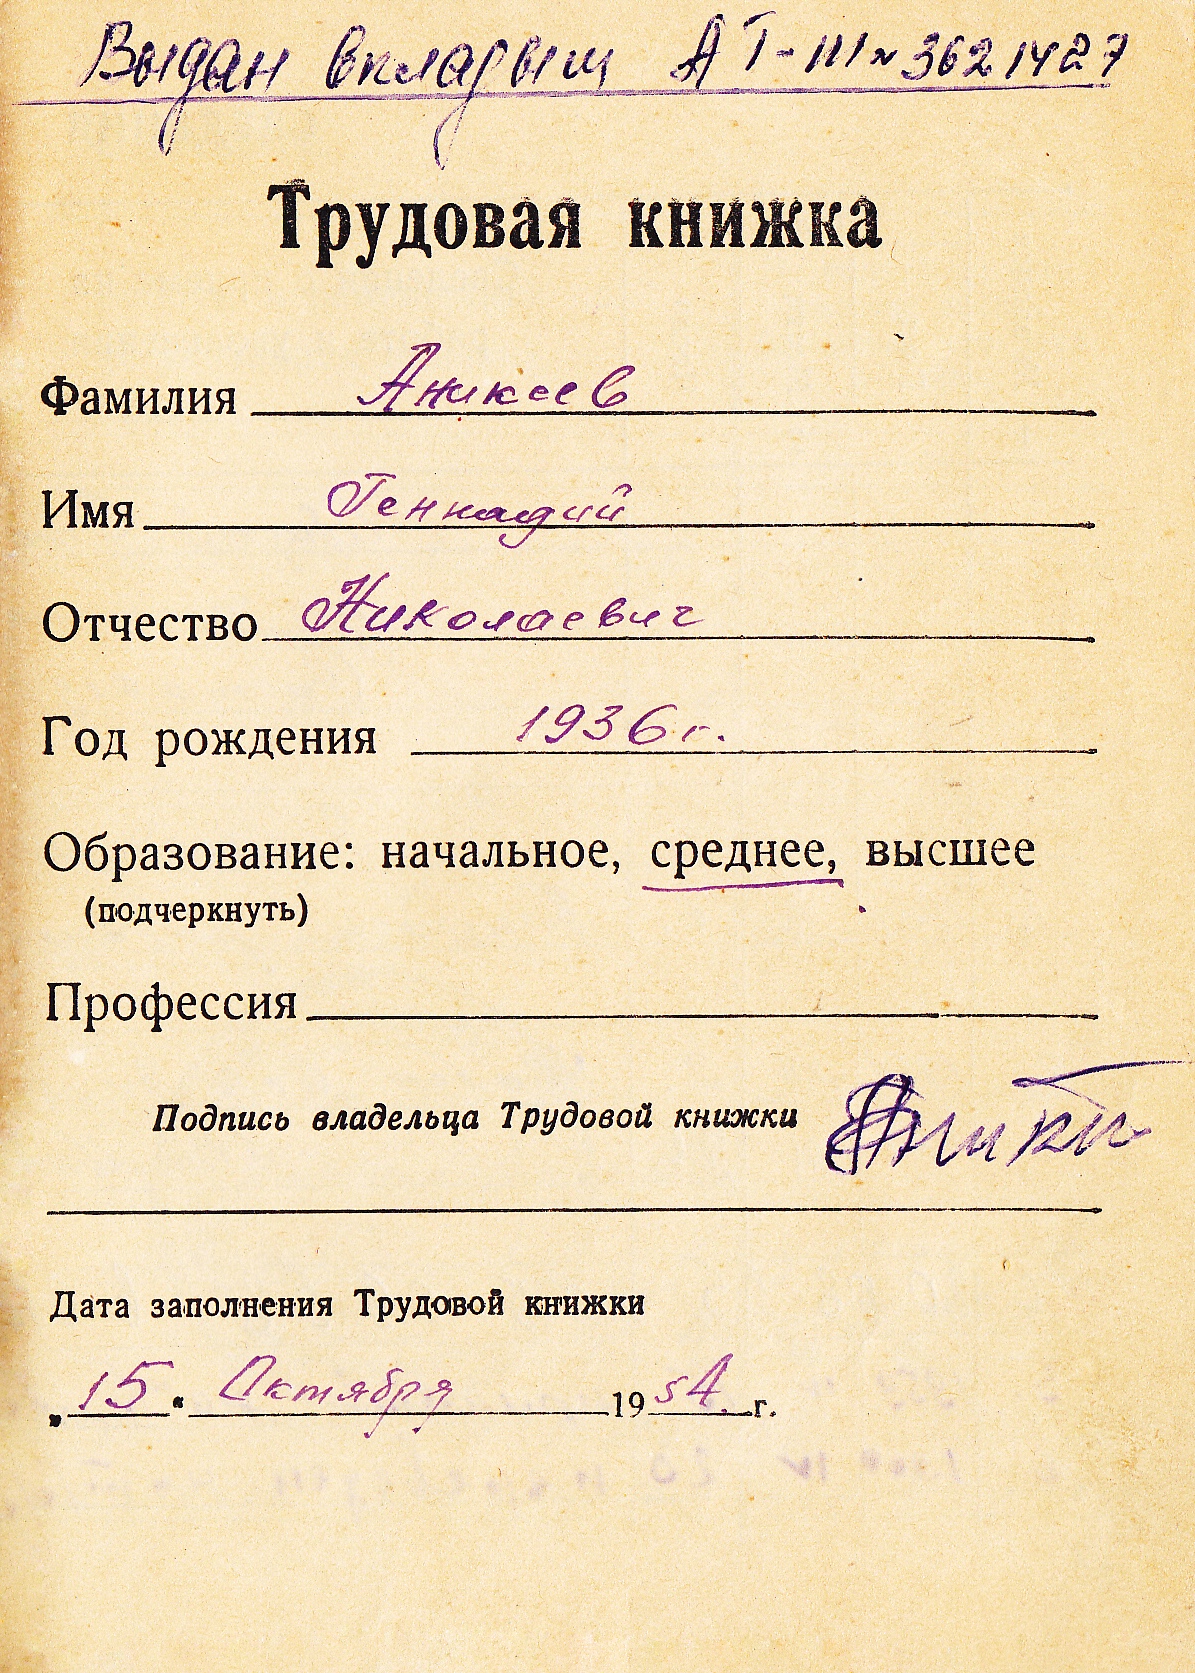 Выдан вкладыш АТ-III № 3621427
Трудовая книжка
Фамилия Аникеев
Имя Геннадий
Отчество Николаевич
Год рождения 1936 г.
Образование: начальное, среднее, высшее
(подчеркнуть)
Профессия
Подпись владельца Трудовой книжки
Дата заполнения Трудовой книжки
„15" Октября 1954 г.